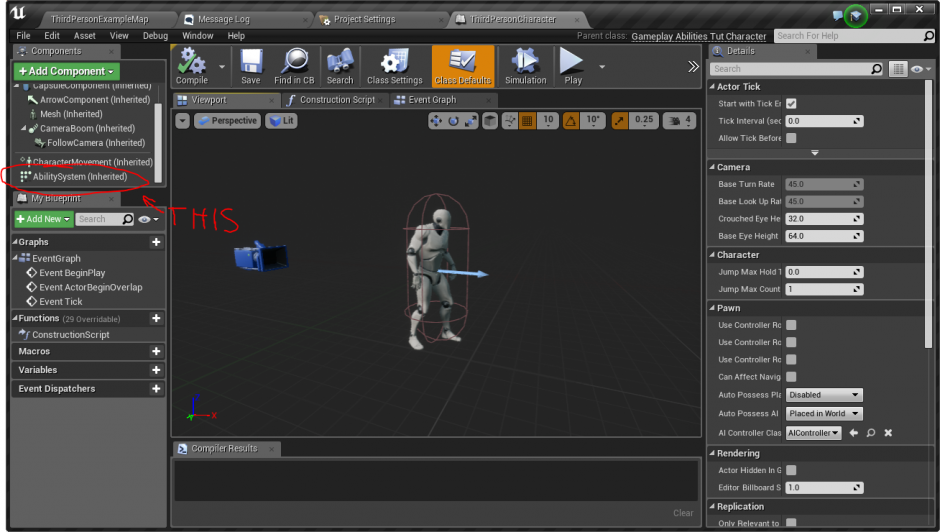 ThirdPersonExampleMap
Message Log
Project Settings
ThirdPersonCharacter
File Edit Asset View Debug Window Help
Parent class: Gameplay Abilities Tut Character
Search For Help
Components
+Add Component
CapsuleComponent (Inherited)
ArrowComponent (Inherited)
Mesh (Inherited)
CameraBoom (Inherited)
FollowCamera (Inherited)
CharacterMovement (Inherited)
AbilitySystem (Inherited)
THIS
My Blueprint
+Add New
Search
Graphs
EventGraph
Event BeginPlay
Event ActorBeginOverlap
Event Tick
Functions (29 Overridable)
ConstructionScript
Macros
Variables
Event Dispatchers
Compile
Save
Find in CB
Search
Class Settings
Class Defaults
Simulation
Play
Viewport
Construction Script
Event Graph
Perspective
Lit
10
10°
0.25
4
X
Compiler Results
Clear
Details
Search
Actor Tick
Start with Tick En
Tick Interval (sec 0.0
Allow Tick Before
Camera
Base Turn Rate 45.0
Base Look Up Rat 45.0
Crouched Eye He 32.0
Base Eye Height 64.0
Character
Jump Max Hold T 0.0
Jump Max Count 1
Pawn
Use Controller Ro
Use Controller Ro
Use Controller Ro
Can Affect Navig
Auto Possess Pla Disabled
Auto Possess AI Placed in World
AI Controller Clas AIController
Rendering
Actor Hidden In G
Editor Billboard S 1.0
Replication
Only Relevant to